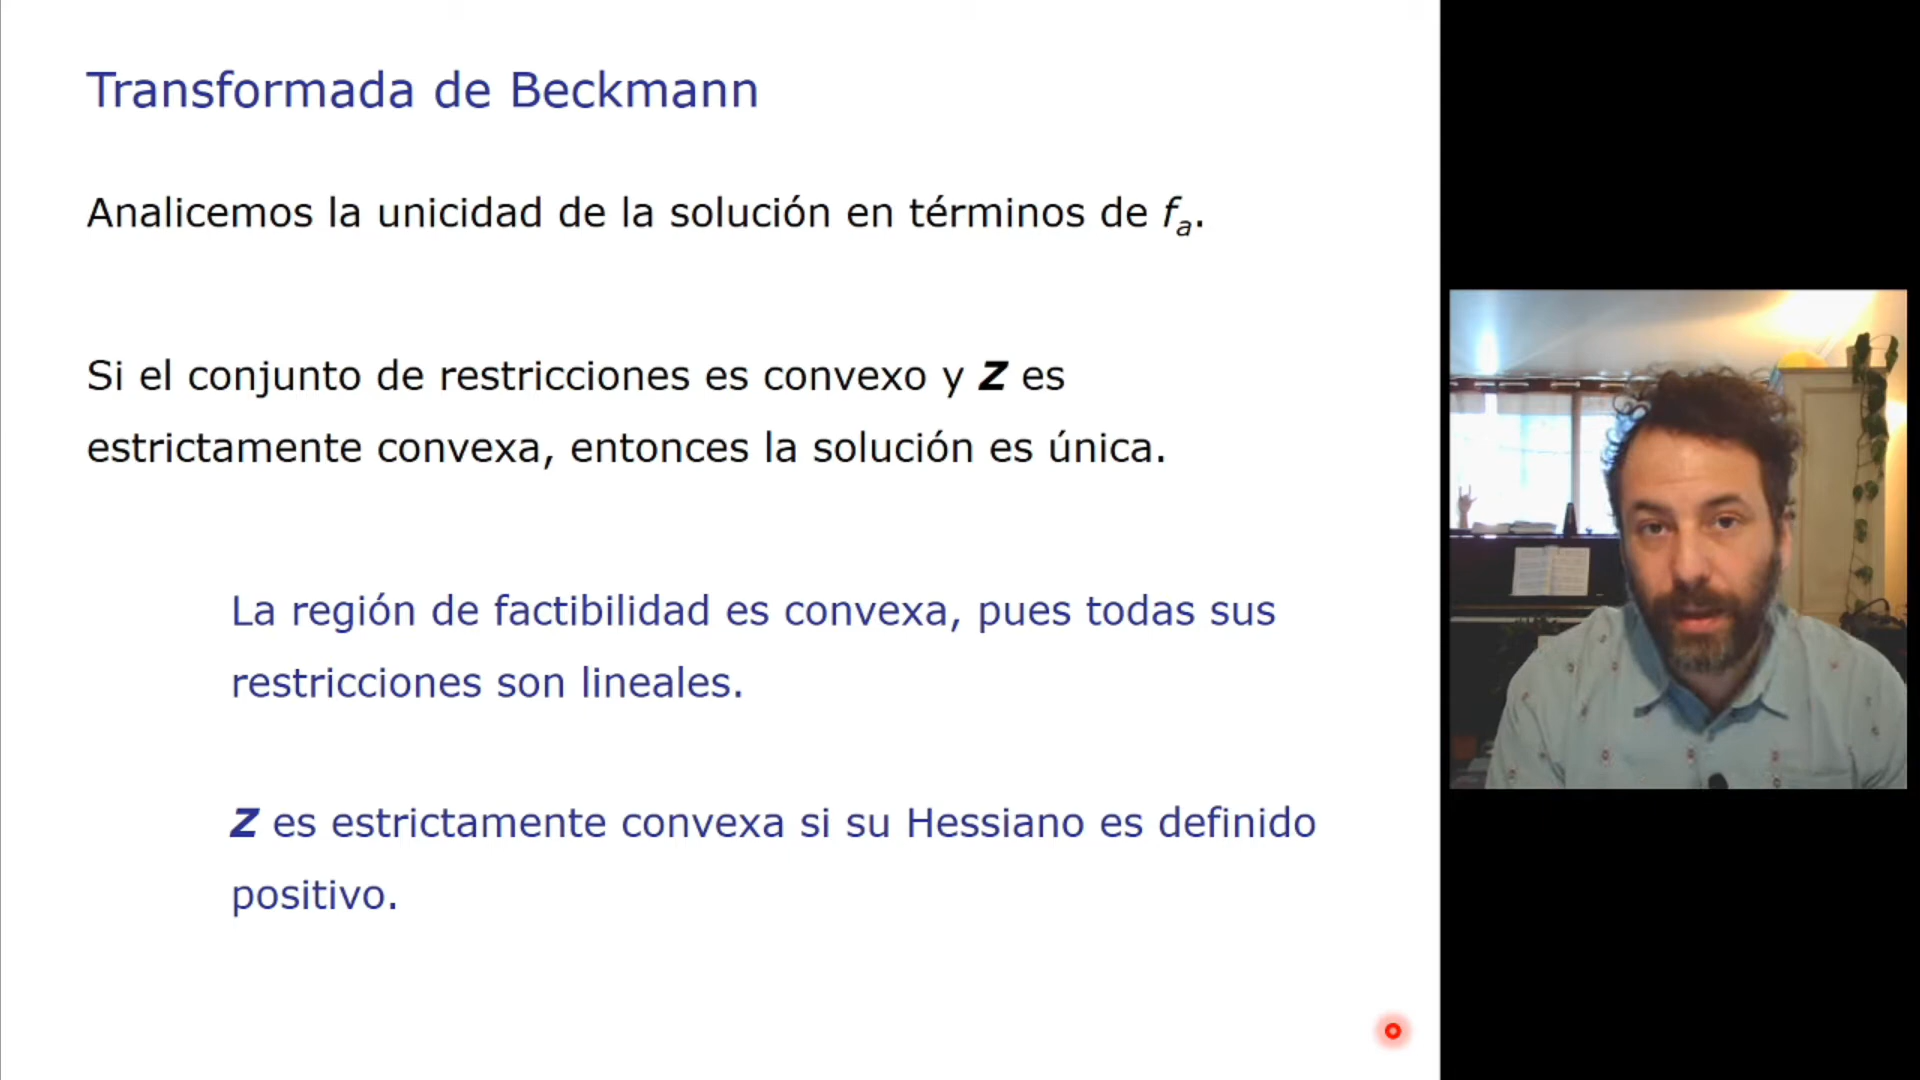 Transformada de Beckmann
Analicemos la unicidad de la solución en términos de fₐ.
Si el conjunto de restricciones es convexo y Z es
estrictamente convexa, entonces la solución es única.
La región de factibilidad es convexa, pues todas sus
restricciones son lineales.
Z es estrictamente convexa si su Hessiano es definido
positivo.